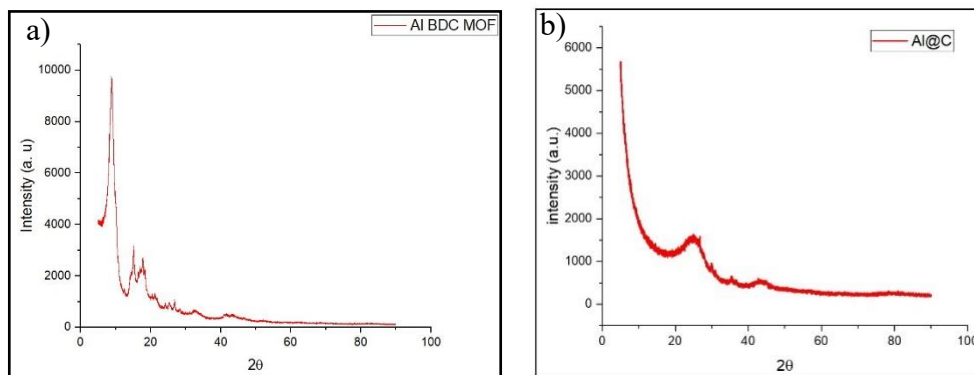 a)
Al BDC MOF
10000
8000
6000
4000
2000
0
Intensity (a. u)
0 20 40 60 80 100
2θ
b)
Al@C
6000
5000
4000
3000
2000
1000
0
intensity (a.u.)
0 20 40 60 80 100
2θ